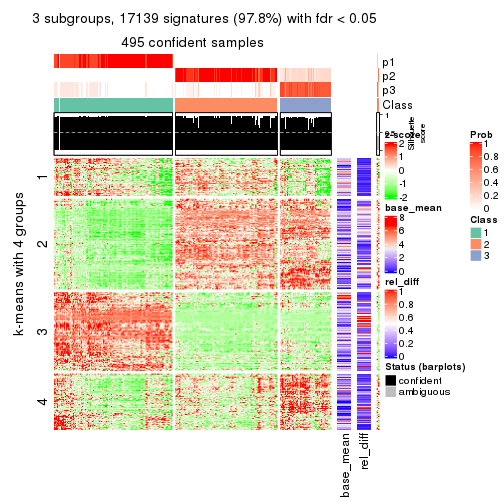 3 subgroups, 17139 signatures (97.8%) with fdr < 0.05
495 confident samples
p1
p2
p3
Class
1
0.5
Silhouette
score
z-score
2
1
0
-1
-2
base_mean
8
6
4
2
0
rel_diff
1
0.8
0.6
0.4
0.2
0
Status (barplots)
confident
ambiguous
Prob
1
0.8
0.6
0.4
0.2
0
Class
1
2
3
k-means with 4 groups
1
2
3
4
base_mean
rel_diff